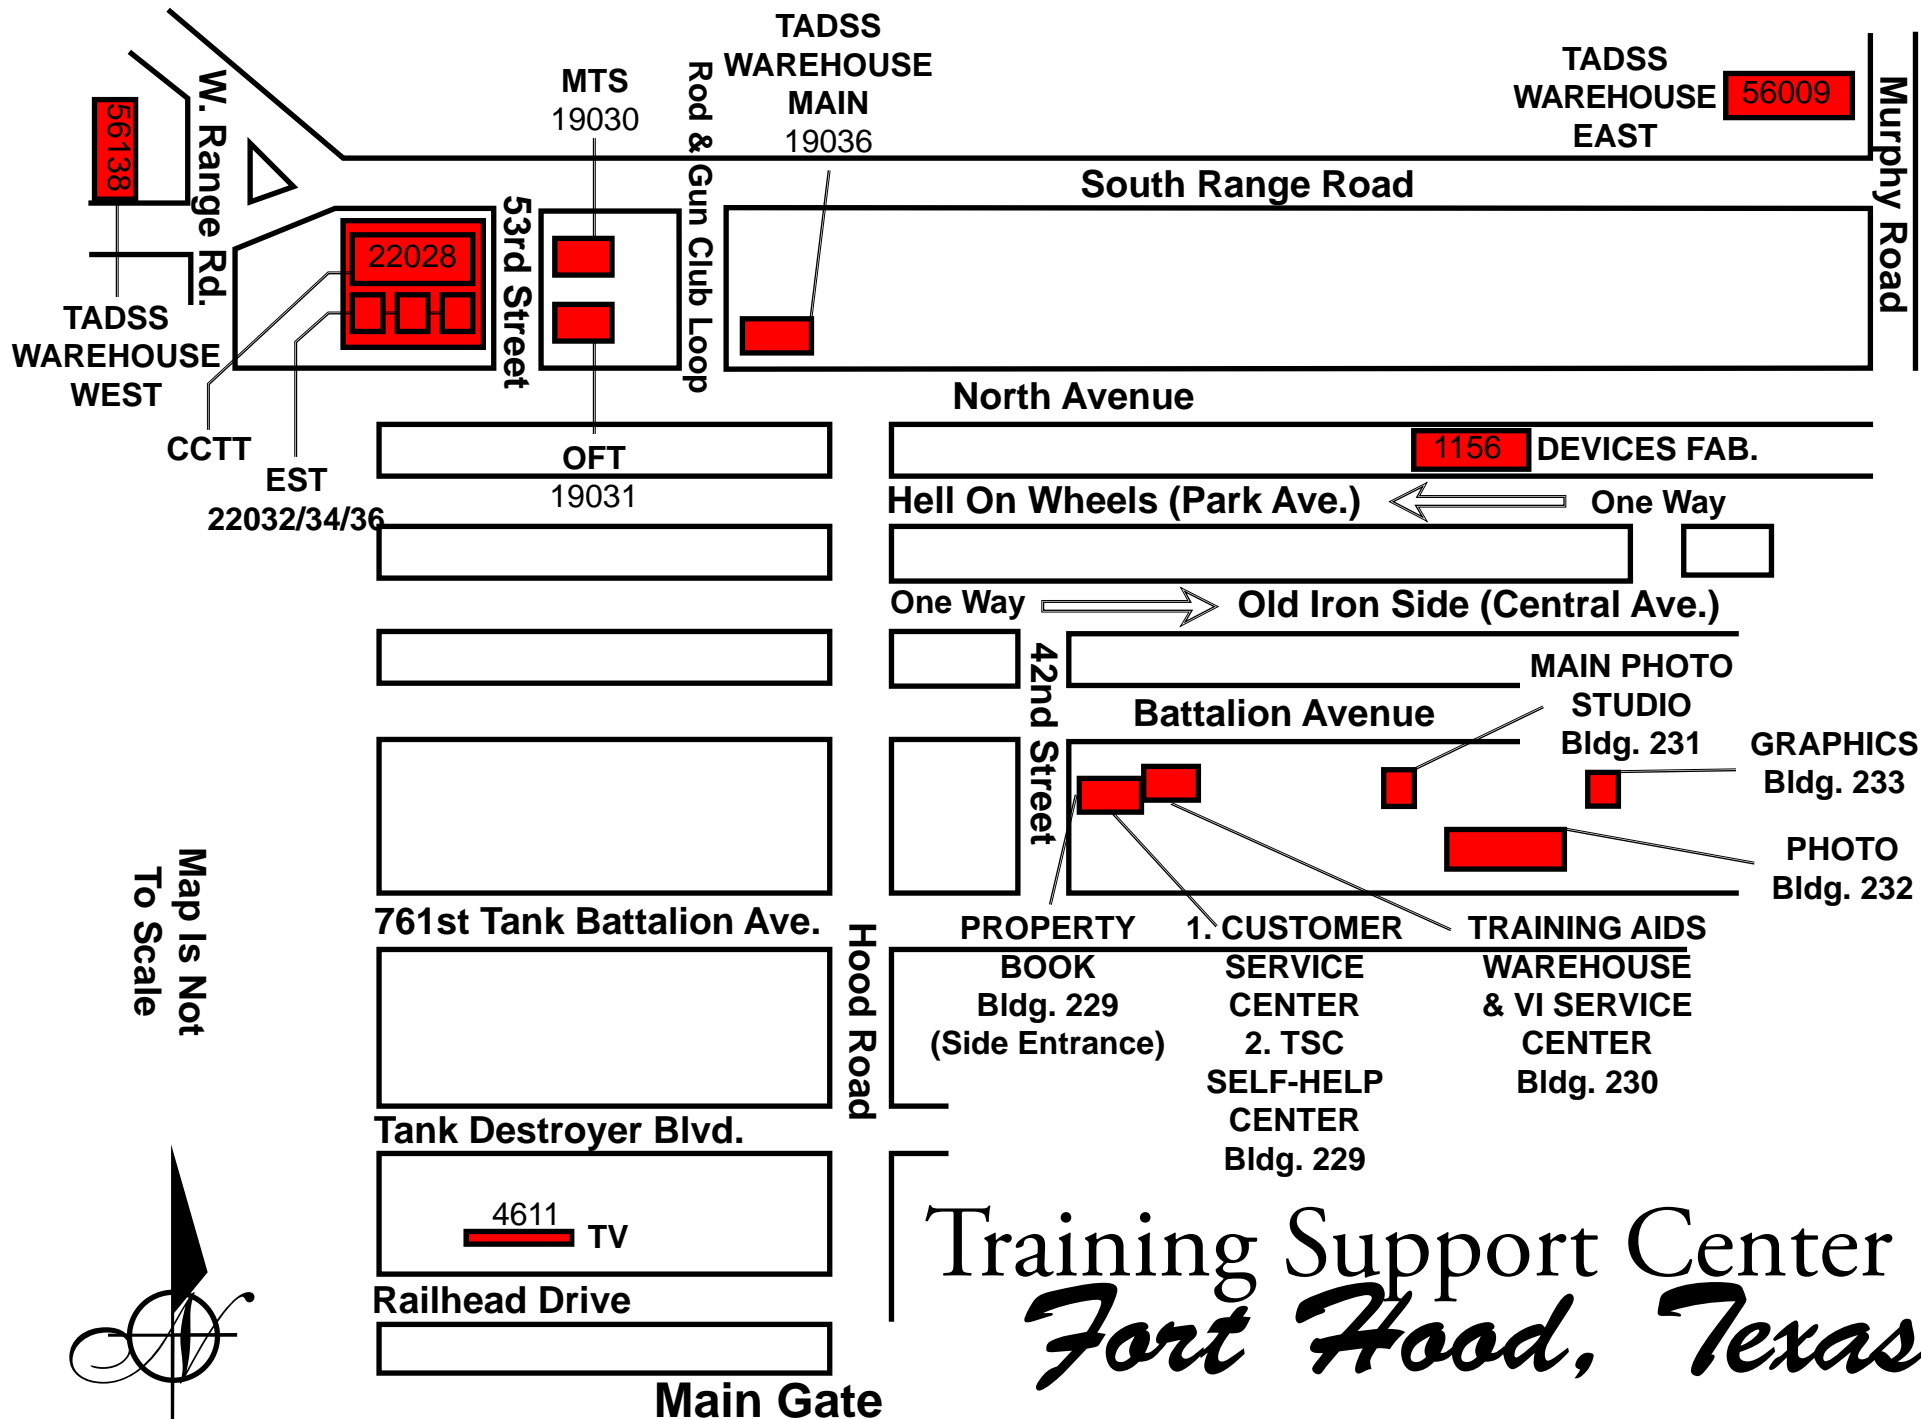 TADSS
WAREHOUSE
MAIN
19036
MTS
19030
Rod & Gun Club Loop
TADSS
WAREHOUSE
EAST
56009
Murphy Road
W. Range Rd.
56138
South Range Road
53rd Street
22028
TADSS
WAREHOUSE
WEST
CCTT
EST
22032/34/36
OFT
19031
North Avenue
1156
DEVICES FAB.
Hell On Wheels (Park Ave.)
One Way
One Way
Old Iron Side (Central Ave.)
42nd Street
MAIN PHOTO
STUDIO
Bldg. 231
Battalion Avenue
GRAPHICS
Bldg. 233
PHOTO
Bldg. 232
Map Is Not
To Scale
761st Tank Battalion Ave.
Hood Road
PROPERTY
BOOK
Bldg. 229
(Side Entrance)
1. CUSTOMER
SERVICE
CENTER
2. TSC
SELF-HELP
CENTER
Bldg. 229
TRAINING AIDS
WAREHOUSE
& VI SERVICE
CENTER
Bldg. 230
Tank Destroyer Blvd.
4611
TV
Railhead Drive
N
Main Gate
Training Support Center
Fort Hood, Texas